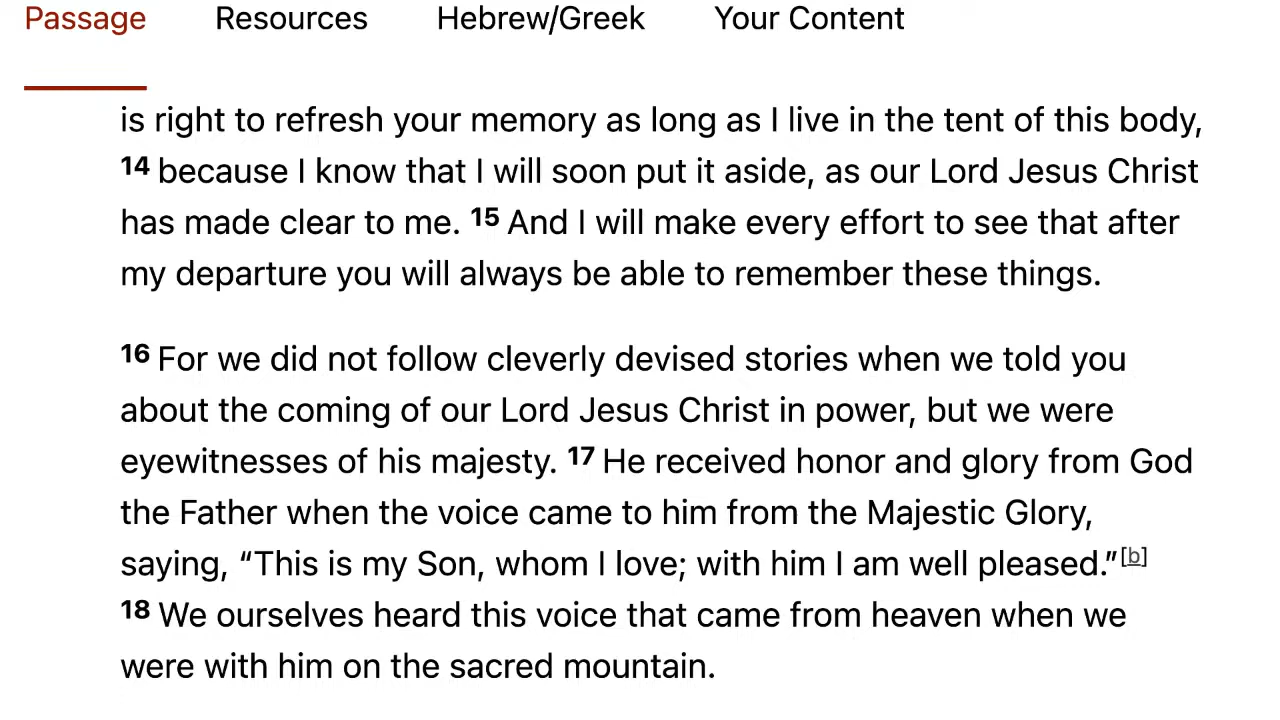 Passage Resources Hebrew/Greek Your Content
is right to refresh your memory as long as I live in the tent of this body,
14 because I know that I will soon put it aside, as our Lord Jesus Christ
has made clear to me. 15 And I will make every effort to see that after
my departure you will always be able to remember these things.
16 For we did not follow cleverly devised stories when we told you
about the coming of our Lord Jesus Christ in power, but we were
eyewitnesses of his majesty. 17 He received honor and glory from God
the Father when the voice came to him from the Majestic Glory,
saying, “This is my Son, whom I love; with him I am well pleased.”[b]
18 We ourselves heard this voice that came from heaven when we
were with him on the sacred mountain.